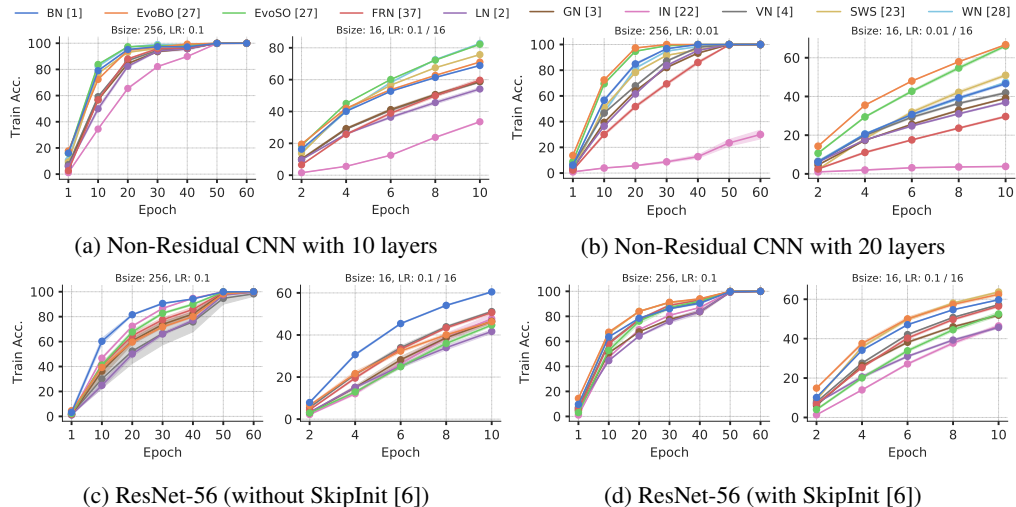 BN [1] EvoBO [27] EvoSO [27] FRN [37] LN [2] GN [3] IN [22] VN [4] SWS [23] WN [28]
Bsize: 256, LR: 0.1 Bsize: 16, LR: 0.1 / 16 Bsize: 256, LR: 0.01 Bsize: 16, LR: 0.01 / 16
Train Acc.
100
80
60
40
20
0
1 10 20 30 40 50 60
Epoch
100
80
60
40
20
0
2 4 6 8 10
Epoch
Train Acc.
100
80
60
40
20
0
1 10 20 30 40 50 60
Epoch
80
60
40
20
0
2 4 6 8 10
Epoch
(a) Non-Residual CNN with 10 layers (b) Non-Residual CNN with 20 layers
Bsize: 256, LR: 0.1 Bsize: 16, LR: 0.1 / 16 Bsize: 256, LR: 0.1 Bsize: 16, LR: 0.1 / 16
Train Acc.
100
80
60
40
20
0
1 10 20 30 40 50 60
Epoch
60
40
20
0
2 4 6 8 10
Epoch
Train Acc.
100
80
60
40
20
0
1 10 20 30 40 50 60
Epoch
60
40
20
0
2 4 6 8 10
Epoch
(c) ResNet-56 (without SkipInit [6]) (d) ResNet-56 (with SkipInit [6])